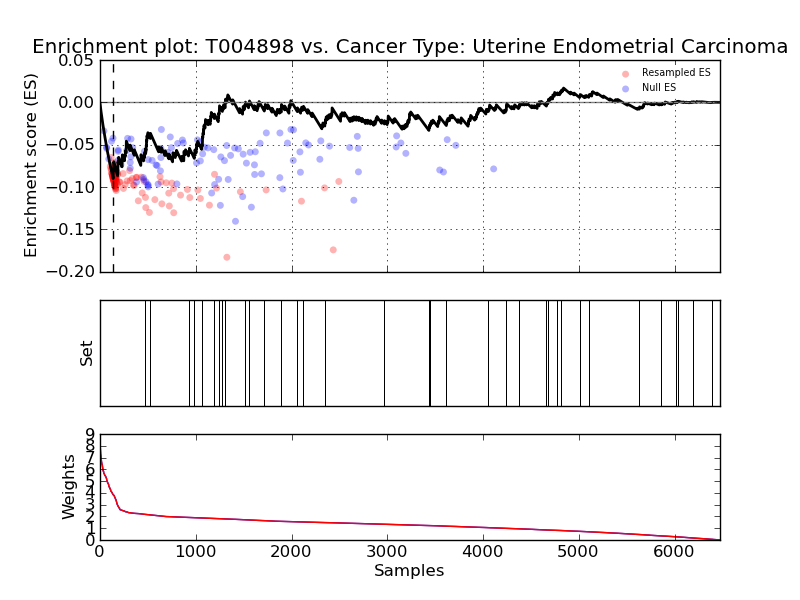 Enrichment plot: T004898 vs. Cancer Type: Uterine Endometrial Carcinoma
Enrichment score (ES)
0.05
0.00
−0.05
−0.10
−0.15
−0.20
Resampled ES
Null ES
Set
Weights
9
8
7
6
5
4
3
2
1
0
0 1000 2000 3000 4000 5000 6000
Samples